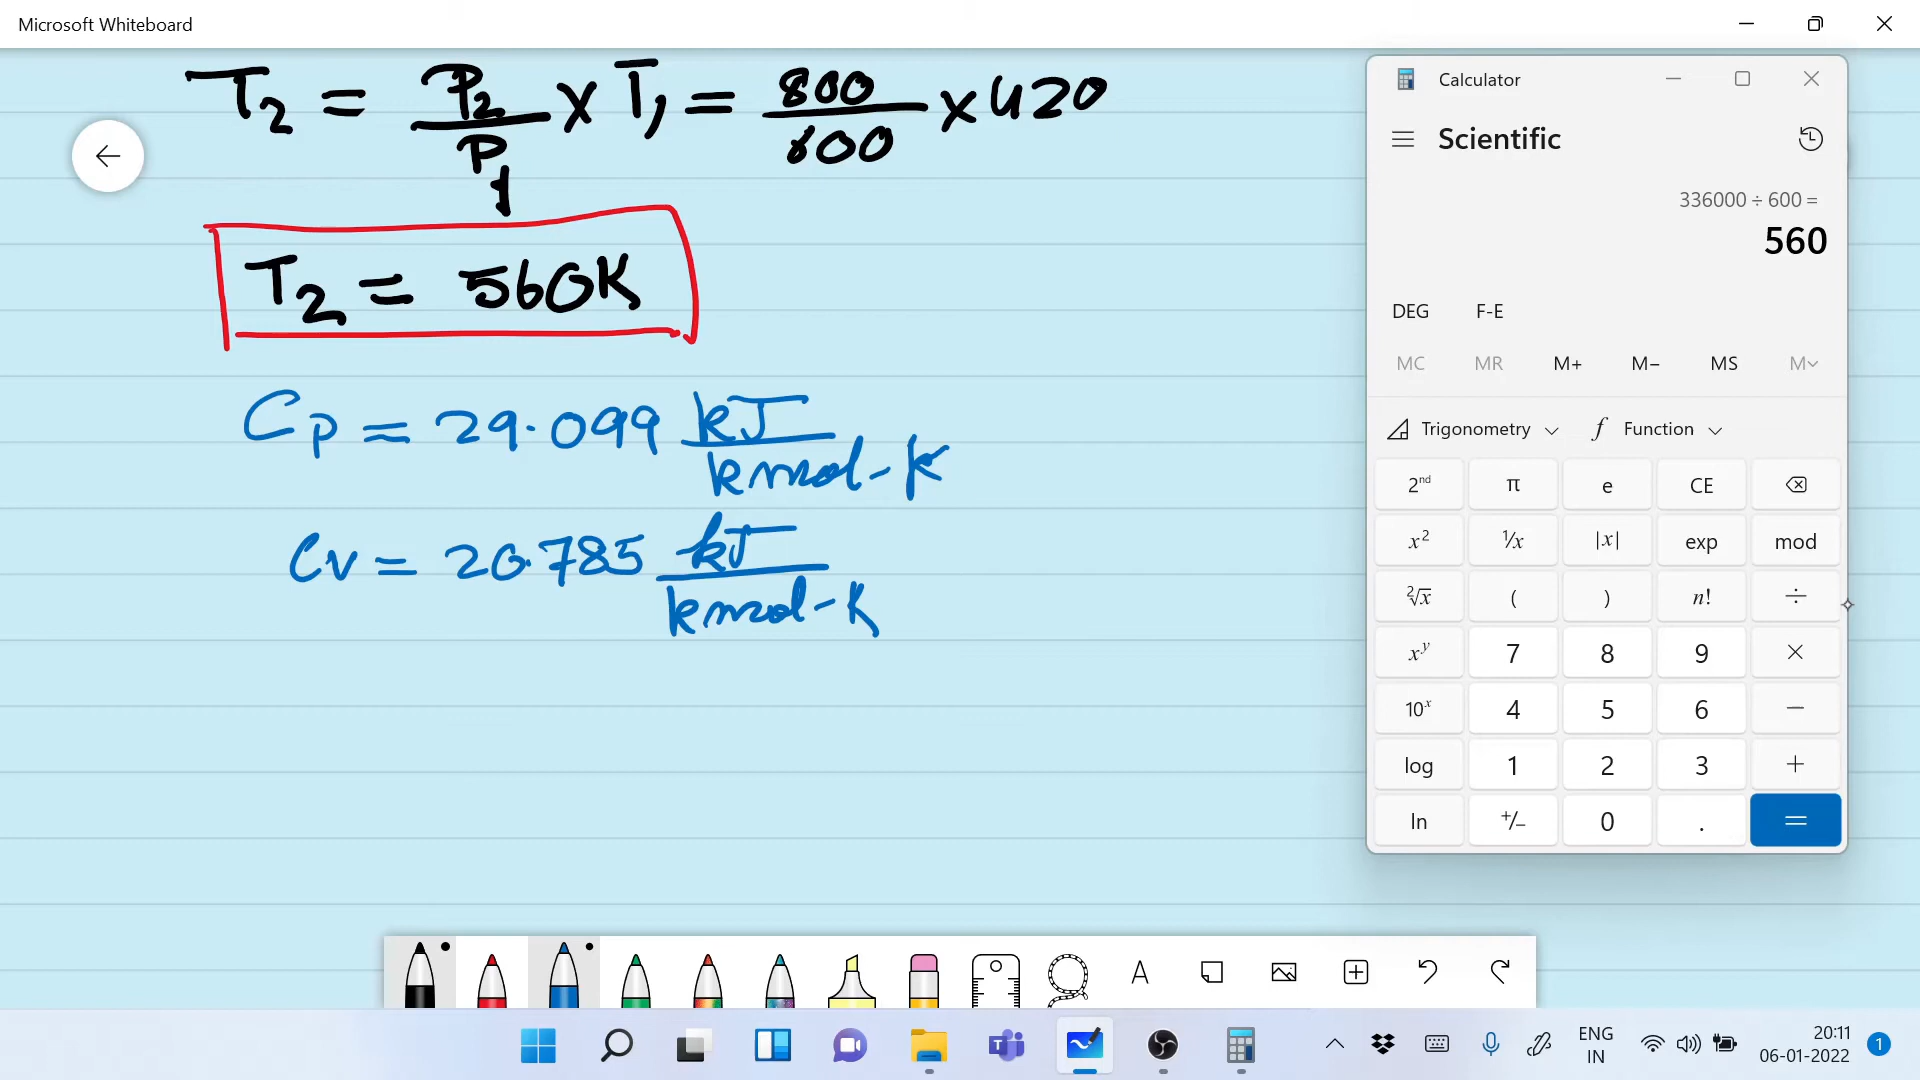 Microsoft Whiteboard
T2 = P2/P1 × T1 = 800/600 × 420
T2 = 560K
Cp = 29.099 kJ/kmol-K
Cv = 20.785 kJ/kmol-K
Calculator
Scientific
336000 ÷ 600 =
560
DEG F-E
MC MR M+ M− MS M
Trigonometry f Function
2nd π e CE
x² ¹/x |x| exp mod
²√x ( ) n! ÷
xʸ 7 8 9 ×
10ˣ 4 5 6 −
log 1 2 3 +
ln +/− 0 . =
A
T
ENG
IN
20:11
06-01-2022
1